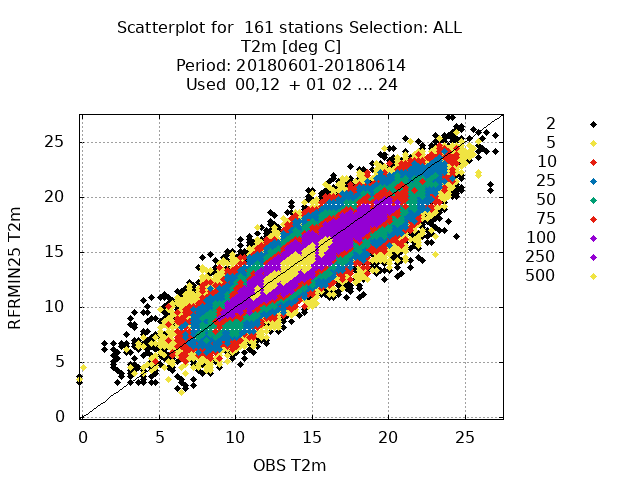 Scatterplot for  161 stations Selection: ALL
T2m [deg C]
Period: 20180601-20180614
Used  00,12  + 01 02 ... 24
RFRMIN25 T2m
25
20
15
10
5
0
0 5 10 15 20 25
OBS T2m
2
5
10
25
50
75
100
250
500